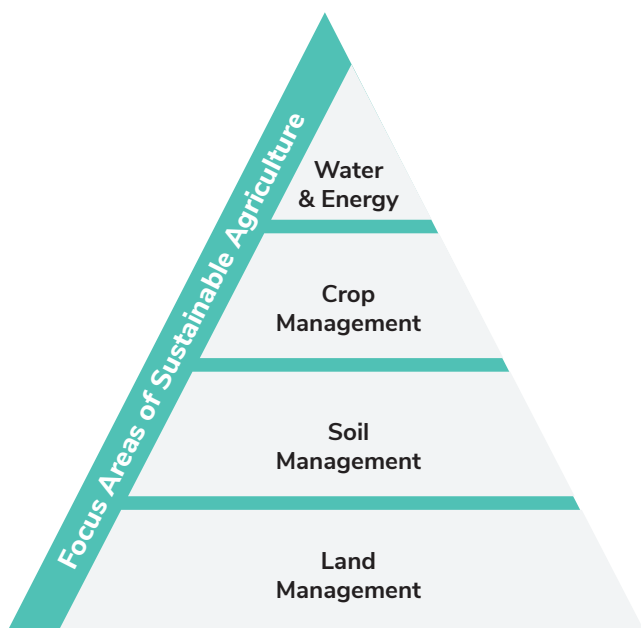 Focus Areas of Sustainable Agriculture
Water
& Energy
Crop
Management
Soil
Management
Land
Management